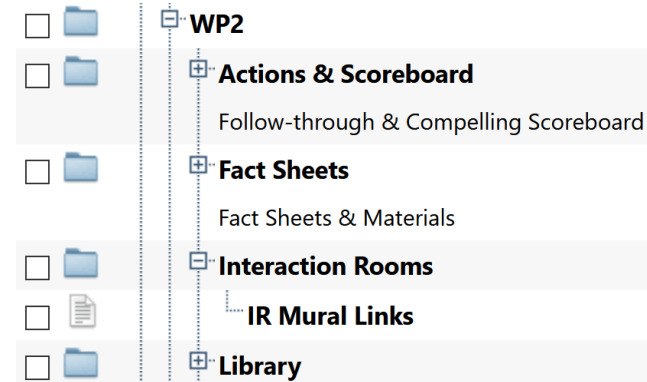 WP2
Actions & Scoreboard
Follow-through & Compelling Scoreboard
Fact Sheets
Fact Sheets & Materials
Interaction Rooms
IR Mural Links
Library